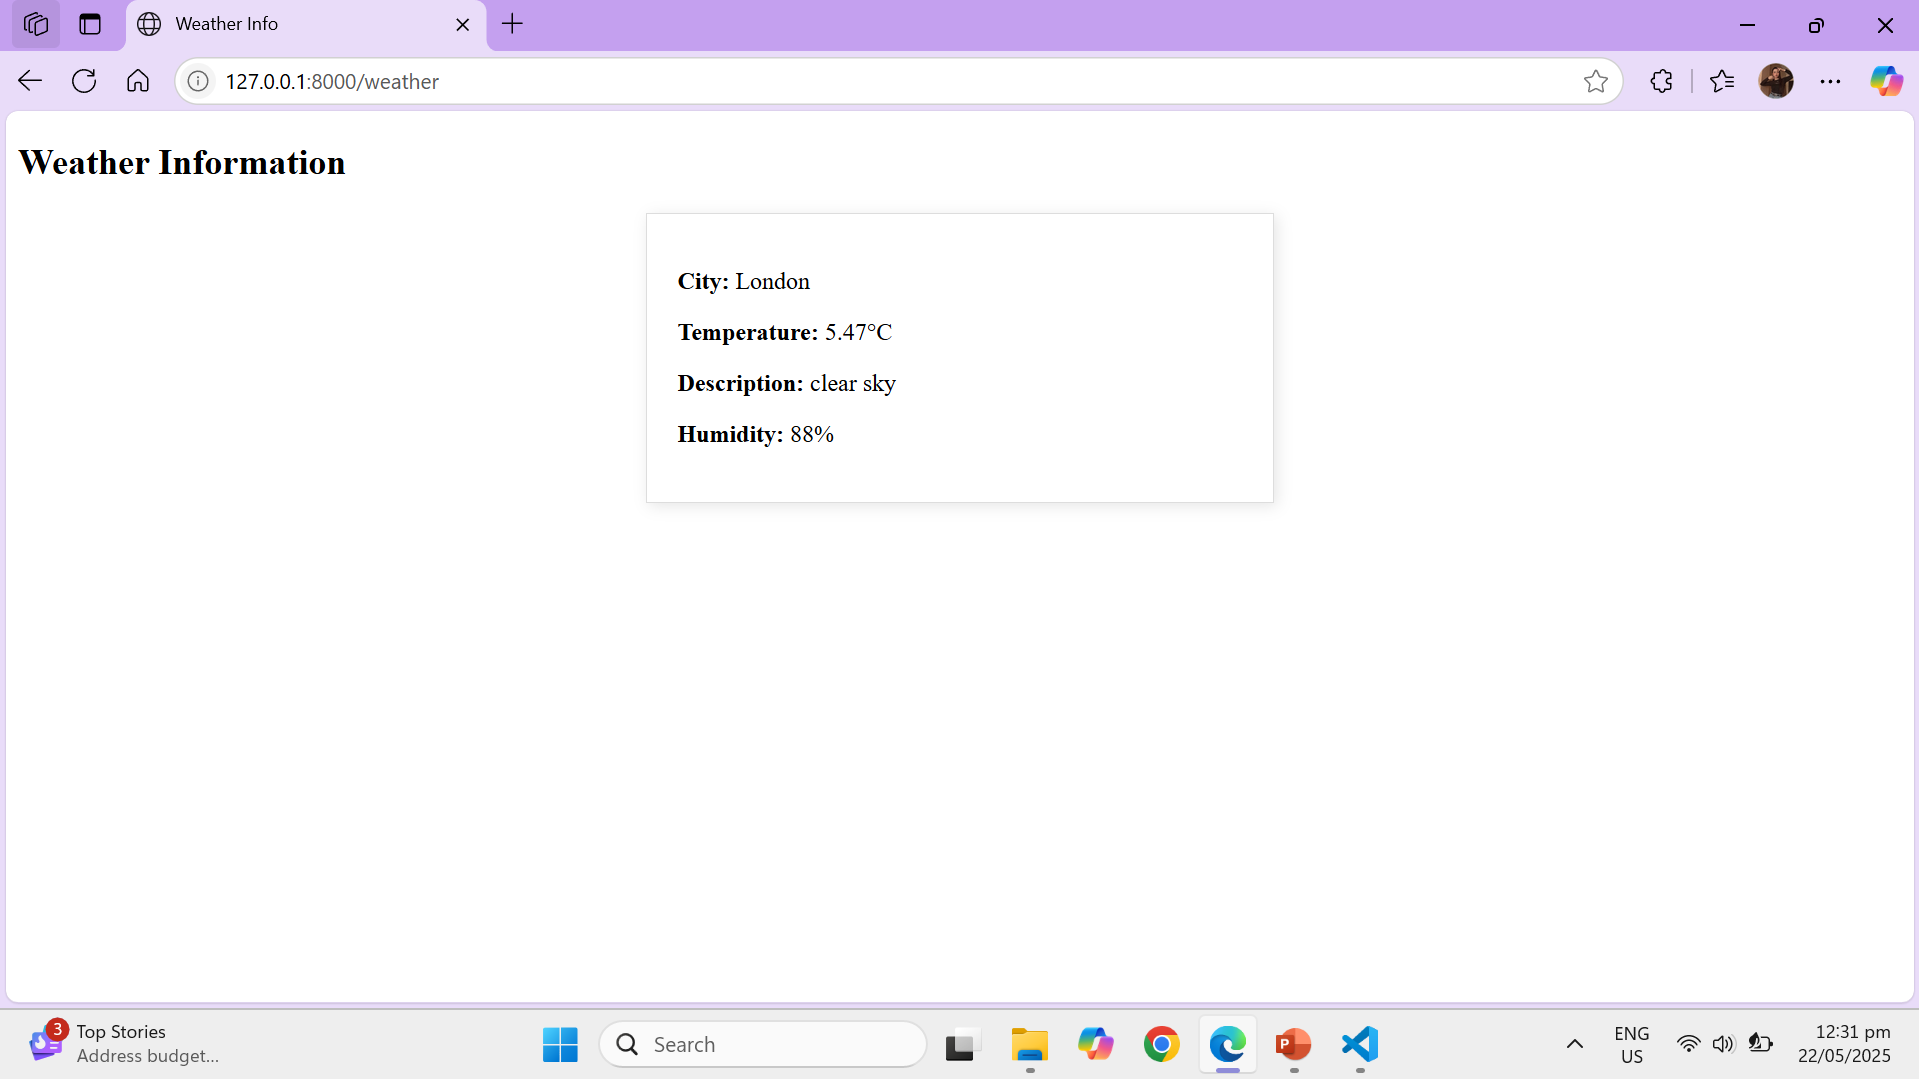 Weather Info
127.0.0.1:8000/weather
Weather Information
City: London
Temperature: 5.47°C
Description: clear sky
Humidity: 88%
3
Top Stories
Address budget...
Search
P
ENG
US
12:31 pm
22/05/2025